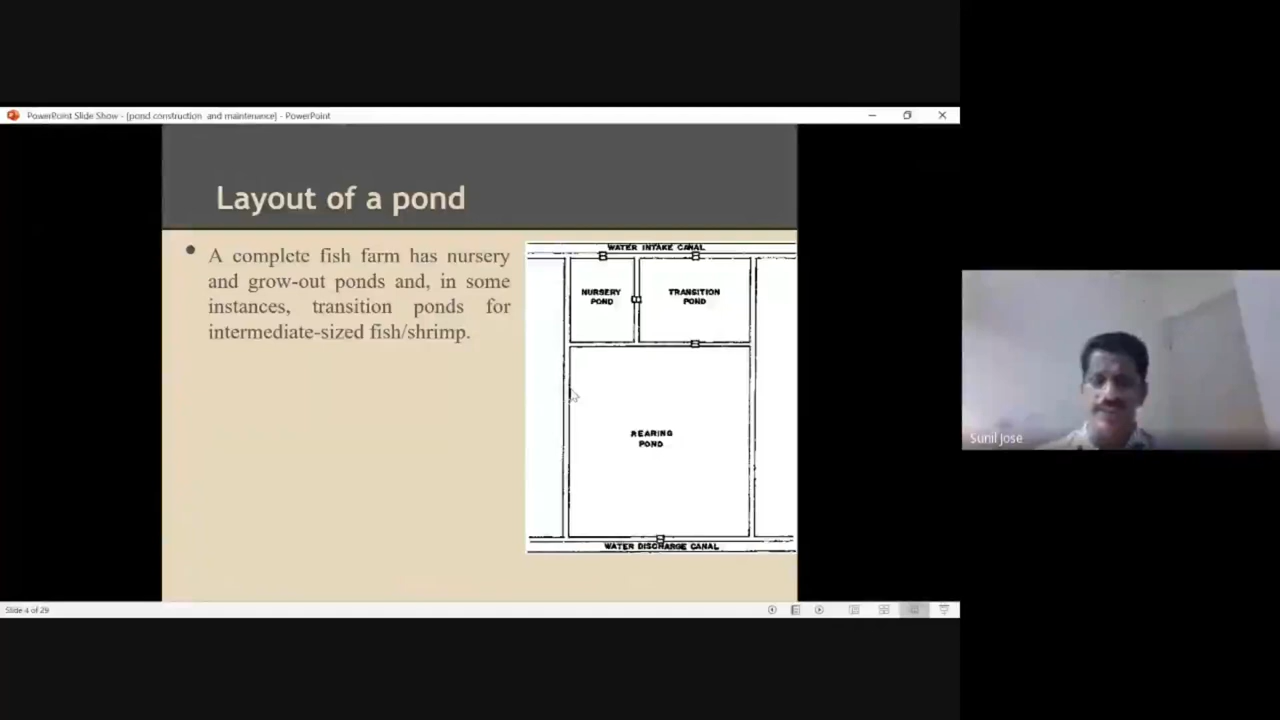 PowerPoint Slide Show - [pond construction and maintenance] - PowerPoint
Layout of a pond
A complete fish farm has nursery
and grow-out ponds and, in some
instances, transition ponds for
intermediate-sized fish/shrimp.
WATER INTAKE CANAL
NURSERY
POND
TRANSITION
POND
REARING
POND
WATER DISCHARGE CANAL
Sunil jose
Slide 4 of 29